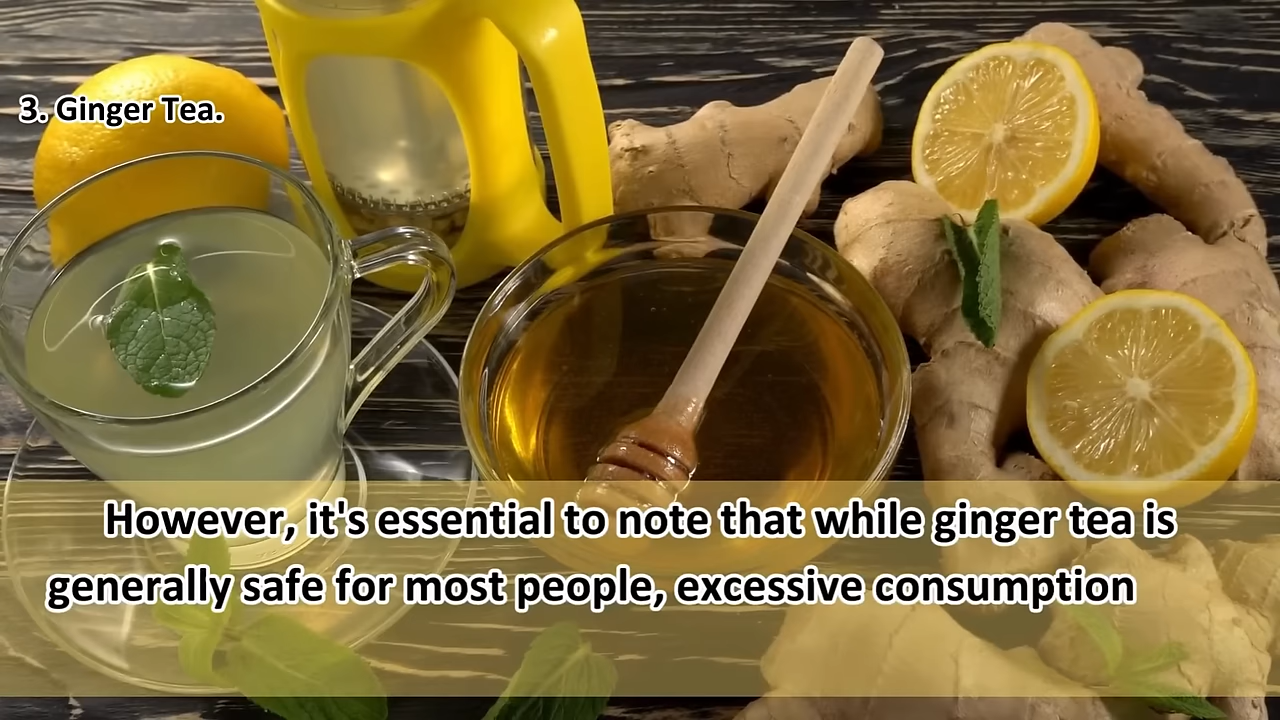 3. Ginger Tea.
However, it's essential to note that while ginger tea is
generally safe for most people, excessive consumption